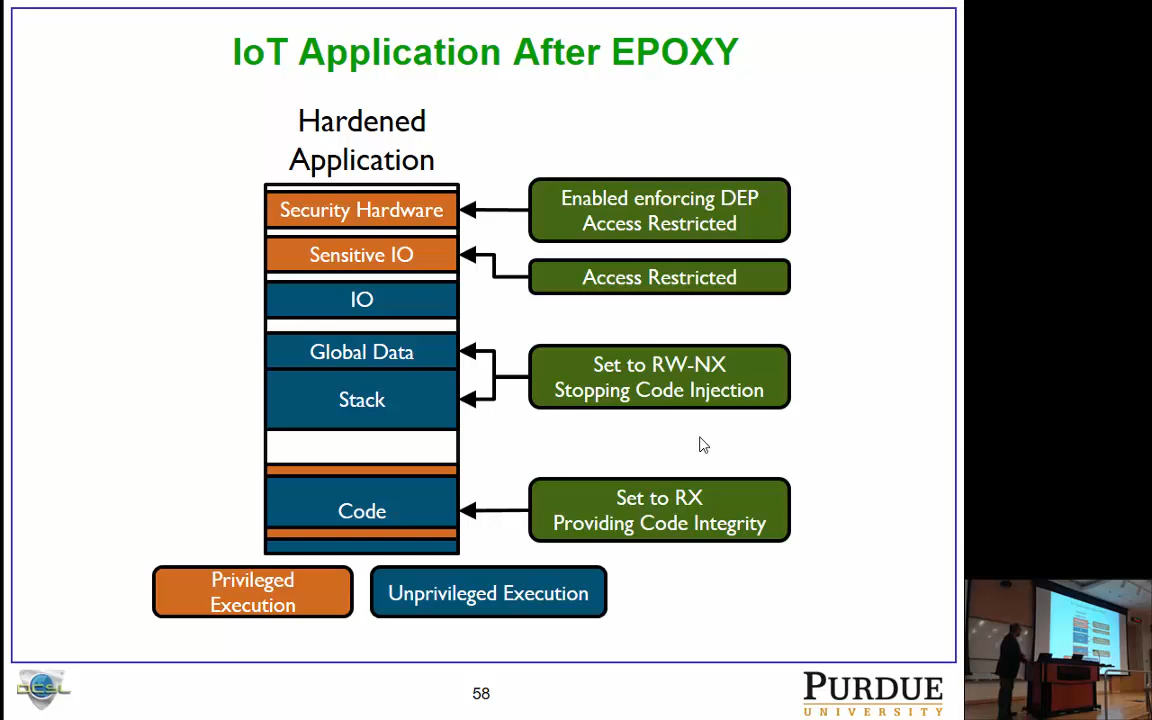 IoT Application After EPOXY
Hardened
Application
Security Hardware
Sensitive IO
IO
Global Data
Stack
Code
Enabled enforcing DEP
Access Restricted
Access Restricted
Set to RW-NX
Stopping Code Injection
Set to RX
Providing Code Integrity
Privileged
Execution
Unprivileged Execution
DCSL
58
PURDUE
UNIVERSITY